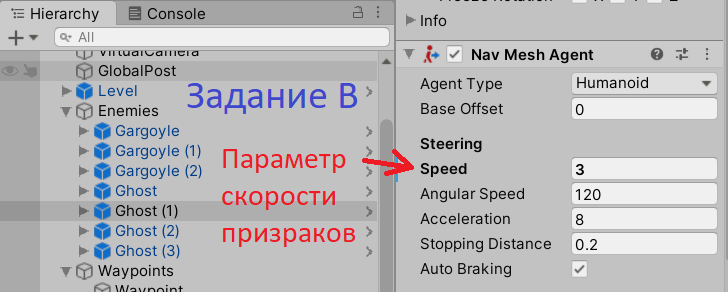 Hierarchy
Console
All
VirtualCamera
GlobalPost
Level
Enemies
Gargoyle
Gargoyle (1)
Gargoyle (2)
Ghost
Ghost (1)
Ghost (2)
Ghost (3)
Waypoints
Waypoint
Задание B
Параметр
скорости
призраков
Freeze Rotation
Info
Nav Mesh Agent
Agent Type Humanoid
Base Offset 0
Steering
Speed 3
Angular Speed 120
Acceleration 8
Stopping Distance 0.2
Auto Braking